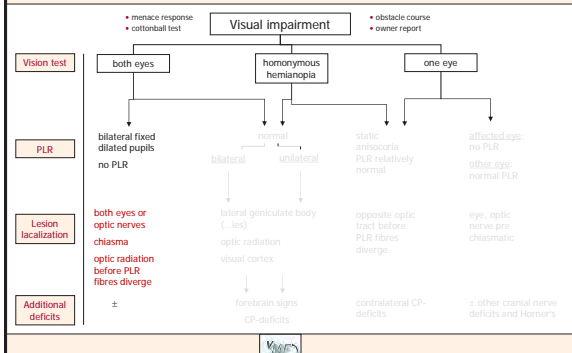 • menace response
• cottonball test
Visual impairment
• obstacle course
• owner report
Vision test
both eyes
homonymous
hemianopia
one eye
PLR
bilateral fixed
dilated pupils
no PLR
normal
bilateral
unilateral
static
anisocoria
PLR relatively
normal
affected eye:
no PLR
other eye:
normal PLR
Lesion
lacalization
both eyes or
optic nerves
chiasma
optic radiation
before PLR
fibres diverge
lateral geniculate body
(...ies)
optic radiation
visual cortex
opposite optic
tract before
PLR fibres
diverge
eye, optic
nerve pre
chiasmatic
Additional
deficits
±
forebrain signs
CP-deficits
contralateral CP-
deficits
± other cranial nerve
deficits and Horner's